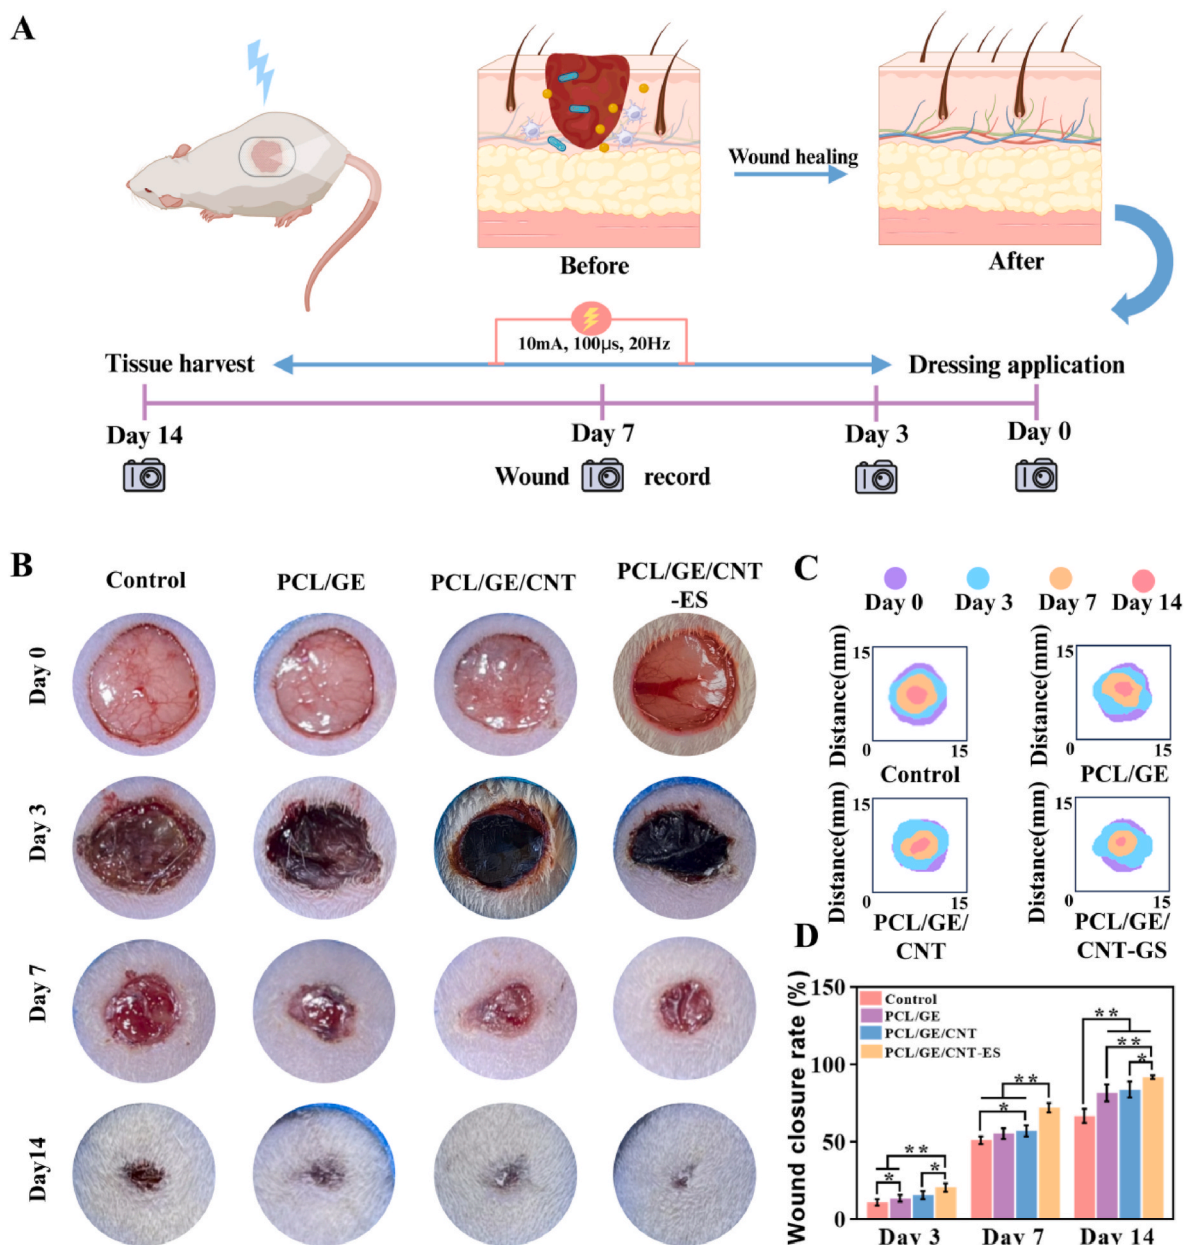 A
Wound healing
Before
After
10mA, 100μs, 20Hz
Tissue harvest
Dressing application
Day 14
Day 7
Day 3
Day 0
Wound record
B
Control
PCL/GE
PCL/GE/CNT
PCL/GE/CNT
-ES
Day 0
Day 3
Day 7
Day14
C
Day 0
Day 3
Day 7
Day 14
15
Distance(mm)
0
15
Control
15
Distance(mm)
0
15
PCL/GE
15
Distance(mm)
0
15
PCL/GE/
CNT
15
Distance(mm)
0
15
PCL/GE/
CNT-GS
D
Wound closure rate (%)
150
100
50
0
Control
PCL/GE
PCL/GE/CNT
PCL/GE/CNT-ES
*
**
*
*
**
**
**
*
Day 3
Day 7
Day 14